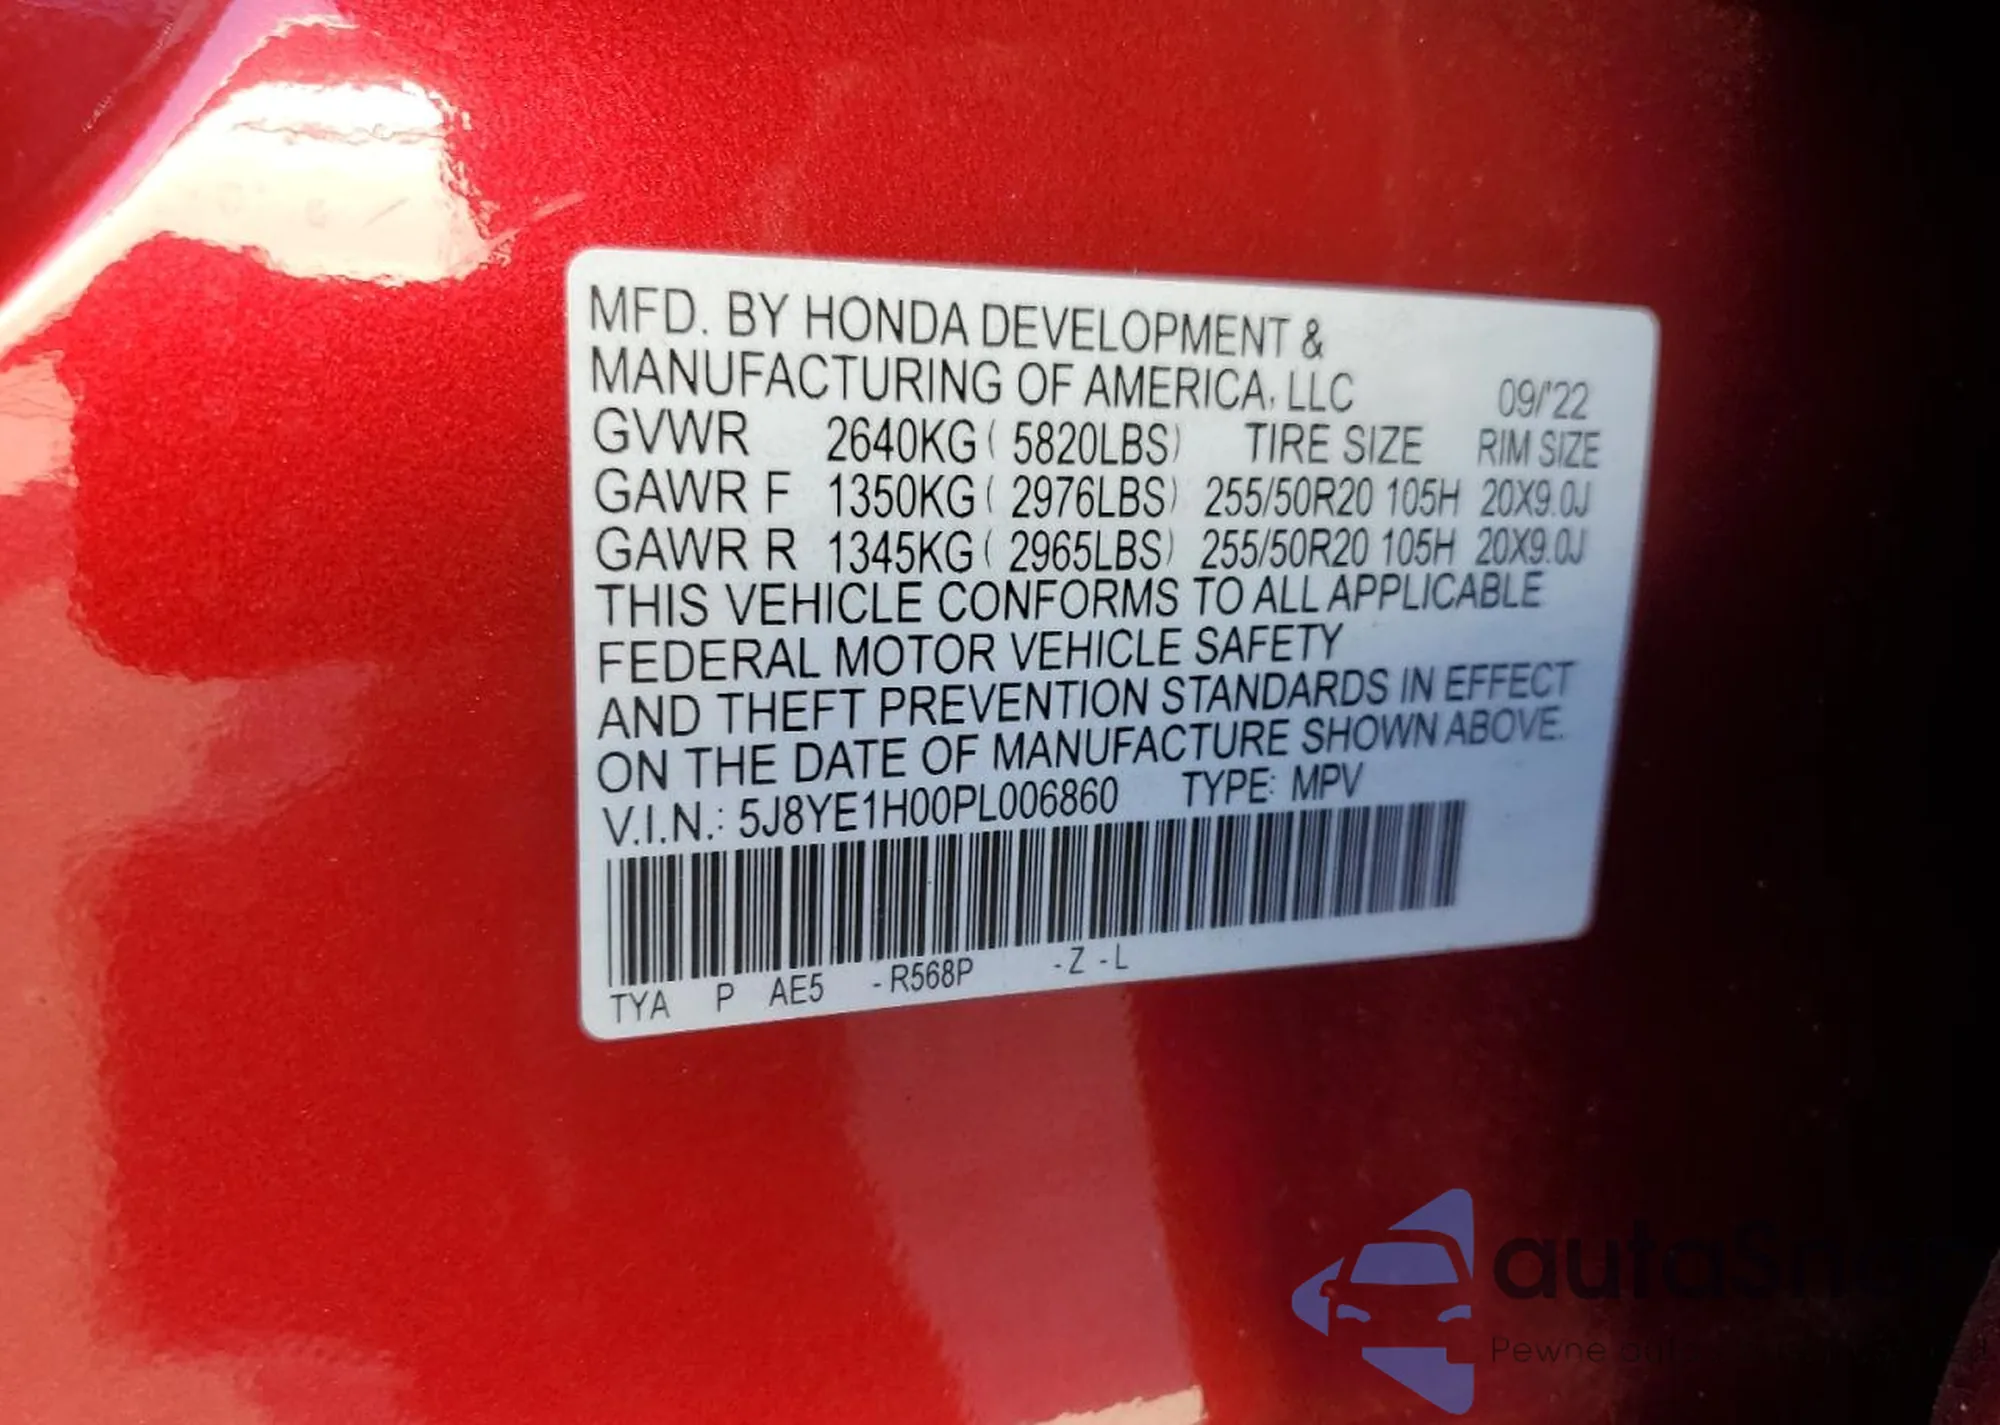 MFD. BY HONDA DEVELOPMENT &
MANUFACTURING OF AMERICA, LLC 09/'22
GVWR 2640KG ( 5820LBS) TIRE SIZE RIM SIZE
GAWR F 1350KG ( 2976LBS) 255/50R20 105H 20X9.0J
GAWR R 1345KG ( 2965LBS) 255/50R20 105H 20X9.0J
THIS VEHICLE CONFORMS TO ALL APPLICABLE
FEDERAL MOTOR VEHICLE SAFETY
AND THEFT PREVENTION STANDARDS IN EFFECT
ON THE DATE OF MANUFACTURE SHOWN ABOVE.
V.I.N.: 5J8YE1H00PL006860 TYPE: MPV
TYA P AE5 -R568P -Z -L
Pewne